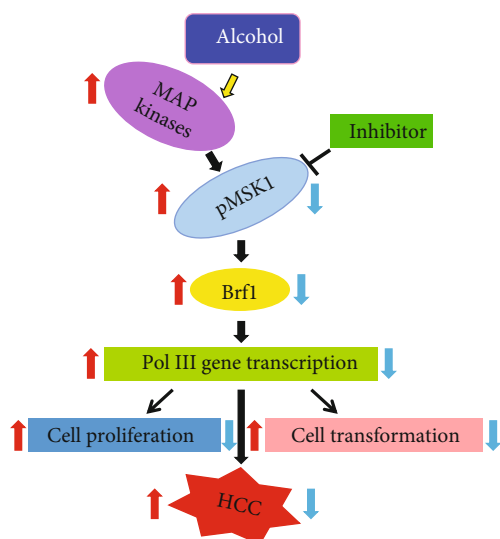 Alcohol
MAP
kinases
Inhibitor
pMSK1
Brf1
Pol III gene transcription
Cell proliferation
Cell transformation
HCC